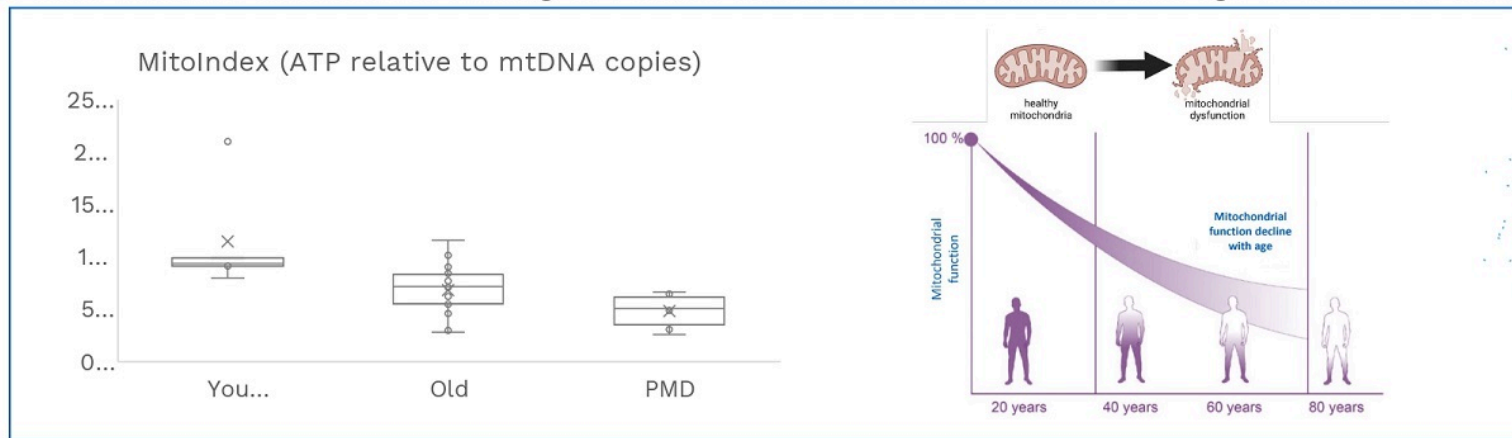 MitoIndex (ATP relative to mtDNA copies)
25...
2...
15...
1...
5...
0...
You...
Old
PMD
healthy
mitochondria
mitochondrial
dysfunction
100 %
Mitochondrial
function
Mitochondrial
function decline
with age
20 years
40 years
60 years
80 years